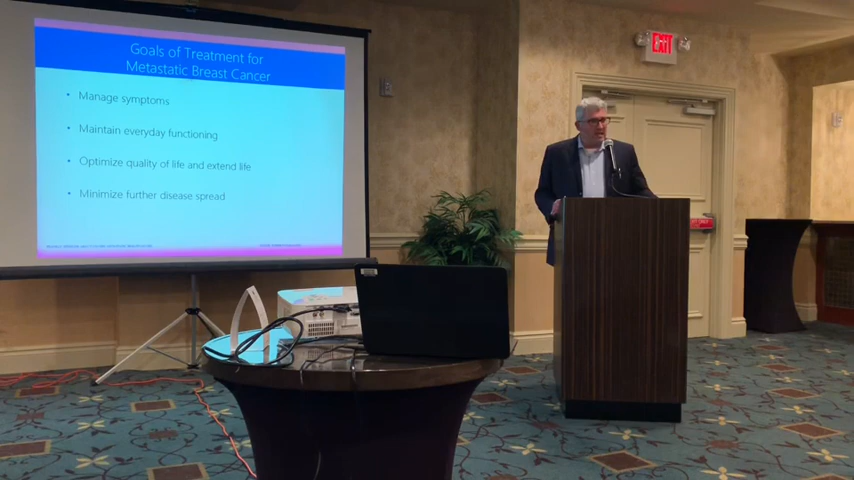 Goals of Treatment for
Metastatic Breast Cancer
• Manage symptoms
• Maintain everyday functioning
• Optimize quality of life and extend life
• Minimize further disease spread
EXIT